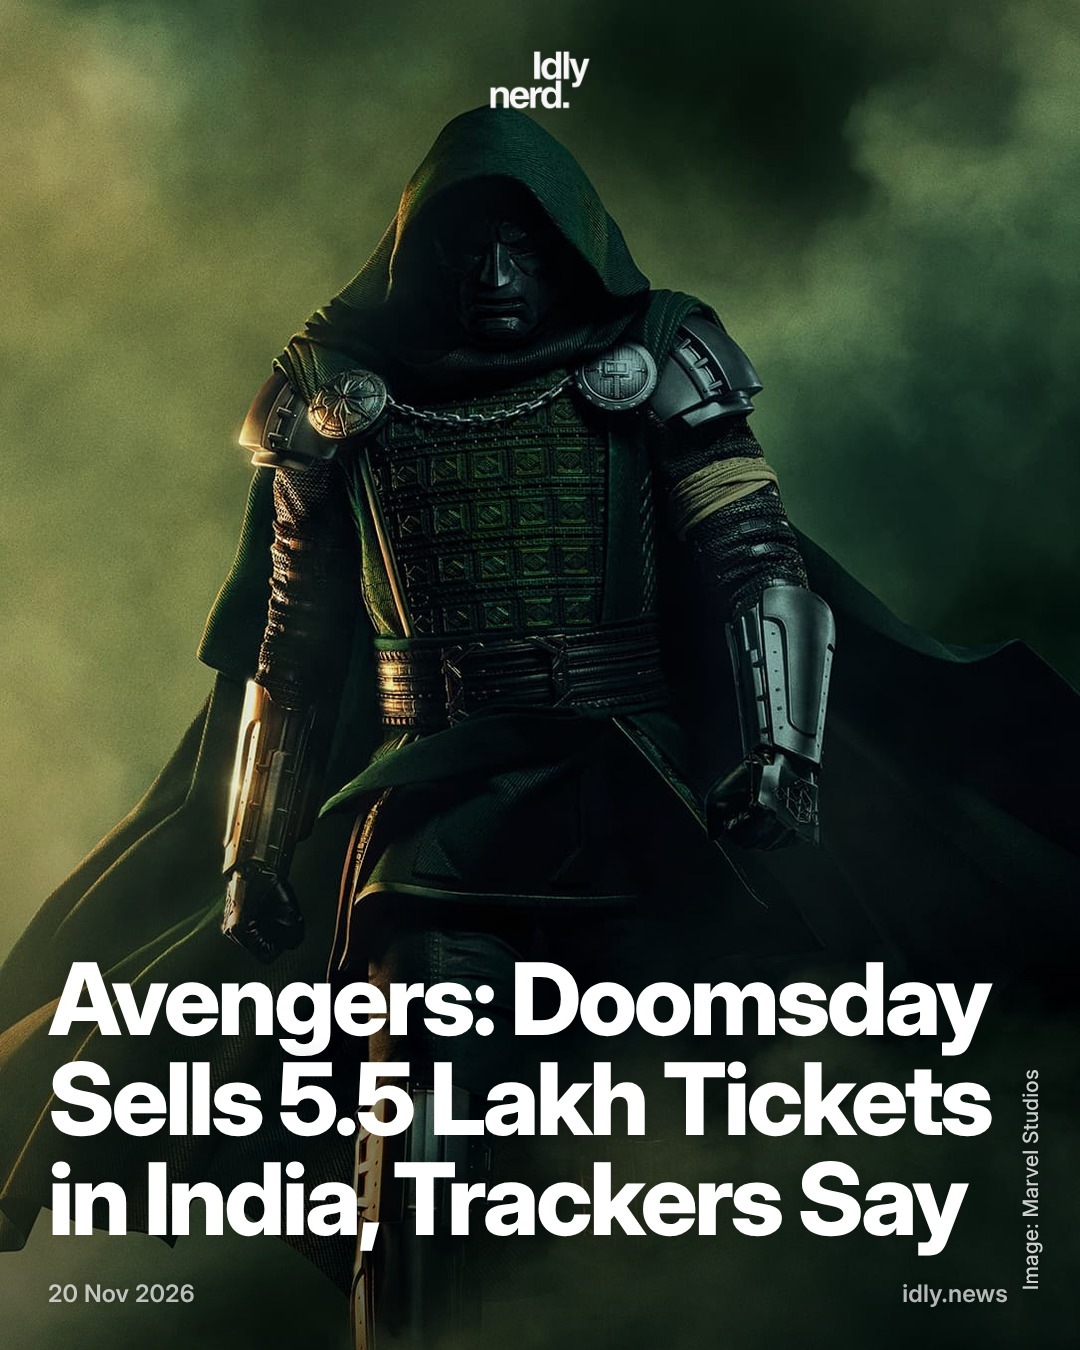 Idly
nerd.
Avengers: Doomsday
Sells 5.5 Lakh Tickets
in India, Trackers Say
Image: Marvel Studios
20 Nov 2026
idly.news